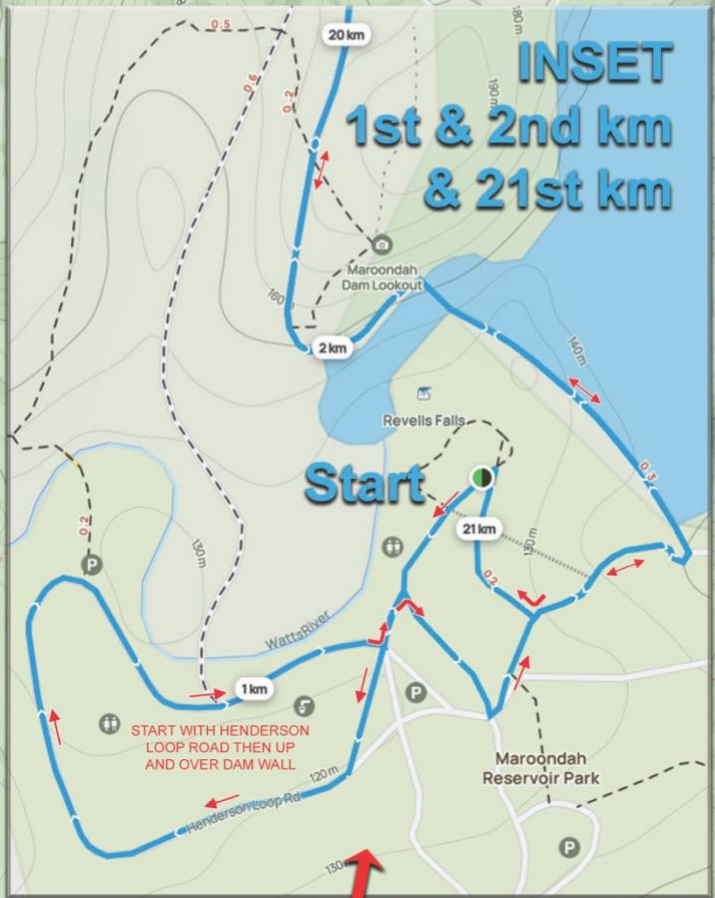 0.5
20 km
180 m
INSET
1st & 2nd km
& 21st km
0.6
0.2
190 m
Maroondah
Dam Lookout
160
2 km
140 m
Revells Falls
Start
0.3
21 km
0.2
P
130 m
130 m
0.2
Watts River
1 km
P
START WITH HENDERSON
LOOP ROAD THEN UP
AND OVER DAM WALL
Maroondah
Reservoir Park
120 m
Henderson Loop Rd
P
130